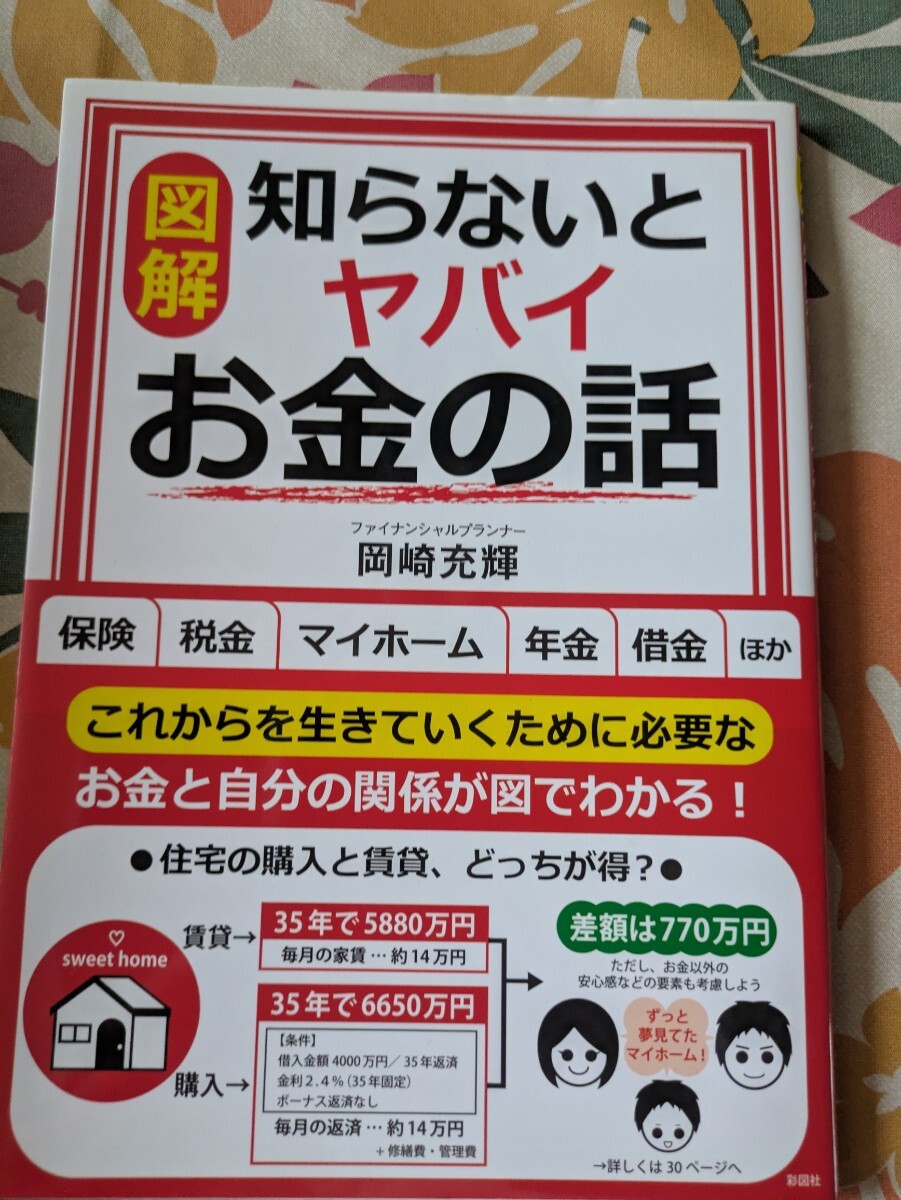 図解
知らないと
ヤバイ
お金の話
ファイナンシャルプランナー
岡崎充輝
保険
税金
マイホーム
年金
借金
ほか
これからを生きていくために必要な
お金と自分の関係が図でわかる!
●住宅の購入と賃貸、どっちが得?●
sweet home
賃貸→
35年で5880万円
毎月の家賃…約14万円
購入→
35年で6650万円
【条件】
借入金額4000万円/35年返済
金利2.4%(35年固定)
ボーナス返済なし
毎月の返済…約14万円
+修繕費・管理費
差額は770万円
ただし、お金以外の
安心感などの要素も考慮しよう
ずっと
夢見てた
マイホーム!
→詳しくは30ページへ
彩図社